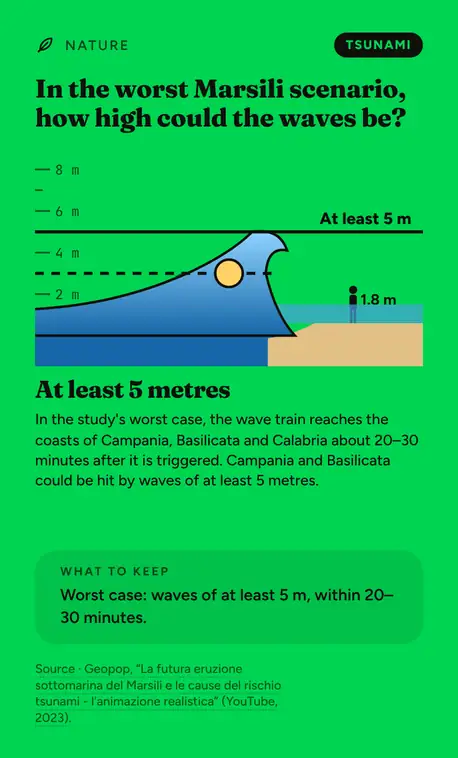 NATURE
TSUNAMI
In the worst Marsili scenario,
how high could the waves be?
8 m
6 m
At least 5 m
4 m
2 m
1.8 m
At least 5 metres
In the study's worst case, the wave train reaches the
coasts of Campania, Basilicata and Calabria about 20–30
minutes after it is triggered. Campania and Basilicata
could be hit by waves of at least 5 metres.
WHAT TO KEEP
Worst case: waves of at least 5 m, within 20–
30 minutes.
Source · Geopop, “La futura eruzione
sottomarina del Marsili e le cause del rischio
tsunami - l'animazione realistica” (YouTube,
2023).